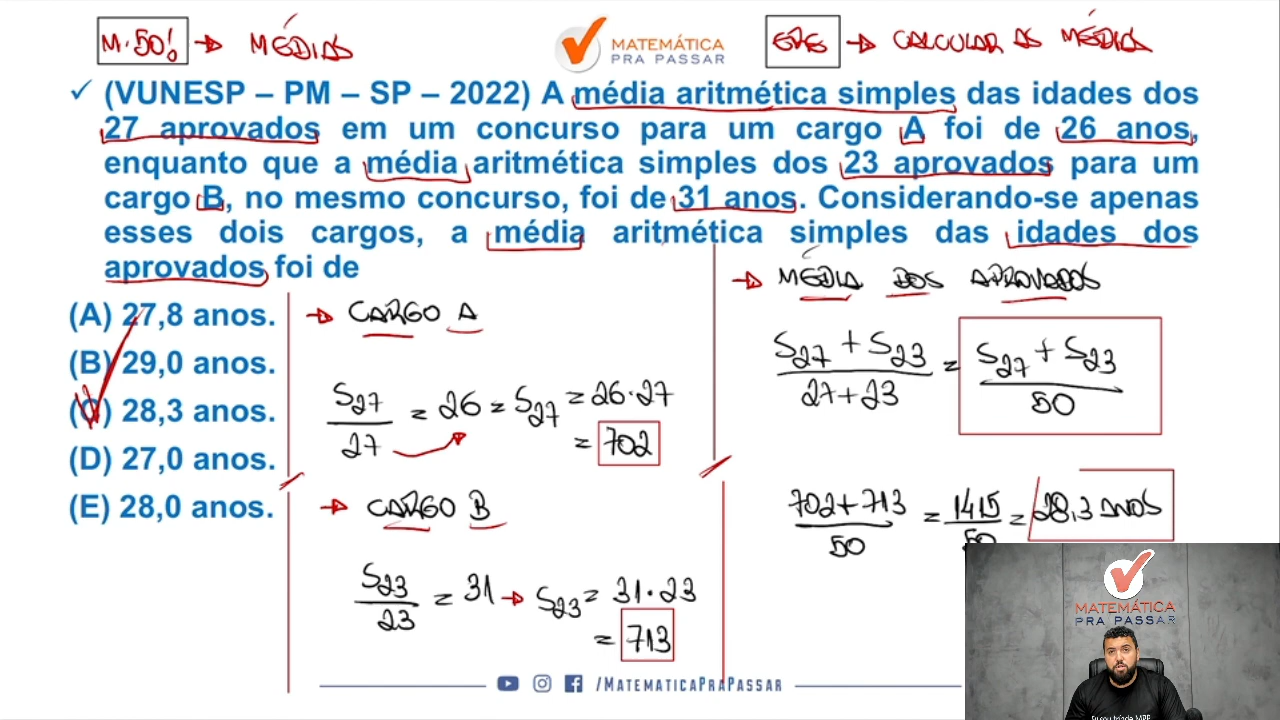 M.50! → MÉDIAS
MATEMÁTICA
PRA PASSAR
→ CALCULAR AS MÉDIAS
✓ (VUNESP – PM – SP – 2022) A média aritmética simples das idades dos
27 aprovados em um concurso para um cargo A foi de 26 anos,
enquanto que a média aritmética simples dos 23 aprovados para um
cargo B, no mesmo concurso, foi de 31 anos. Considerando-se apenas
esses dois cargos, a média aritmética simples das idades dos
aprovados foi de
(A) 27,8 anos.
(B) 29,0 anos.
(C) 28,3 anos.
(D) 27,0 anos.
(E) 28,0 anos.
→ CARGO A
S27/27 = 26 = S27 = 26.27
= 702
→ CARGO B
S23/23 = 31 → S23 = 31.23
= 713
→ MÉDIA DOS APROVADOS
S27 + S23/27+23 = S27 + S23/50
702+713/50 = 1415/50 = 28,3 ANOS
MATEMÁTICA
PRA PASSAR
/MATEMATICAPRAPASSAR